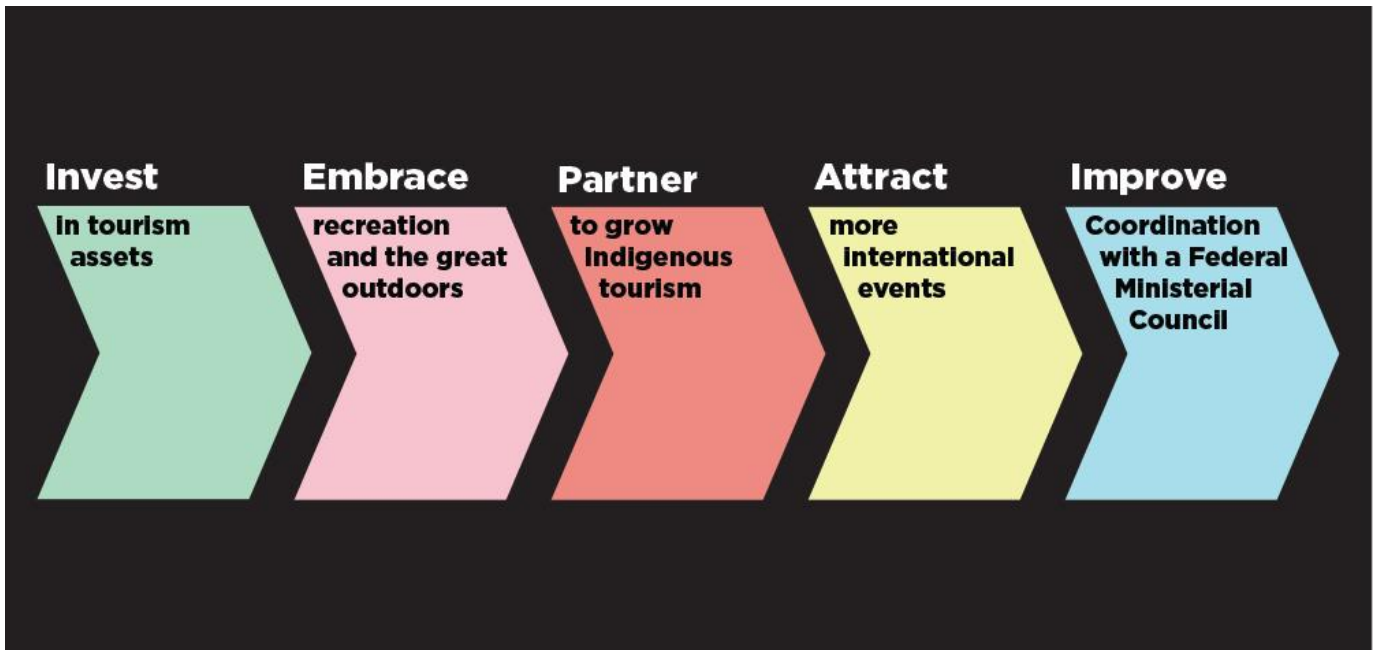 Invest
in tourism
assets
Embrace
recreation
and the great
outdoors
Partner
to grow
Indigenous
tourism
Attract
more
international
events
Improve
Coordination
with a Federal
Ministerial
Council